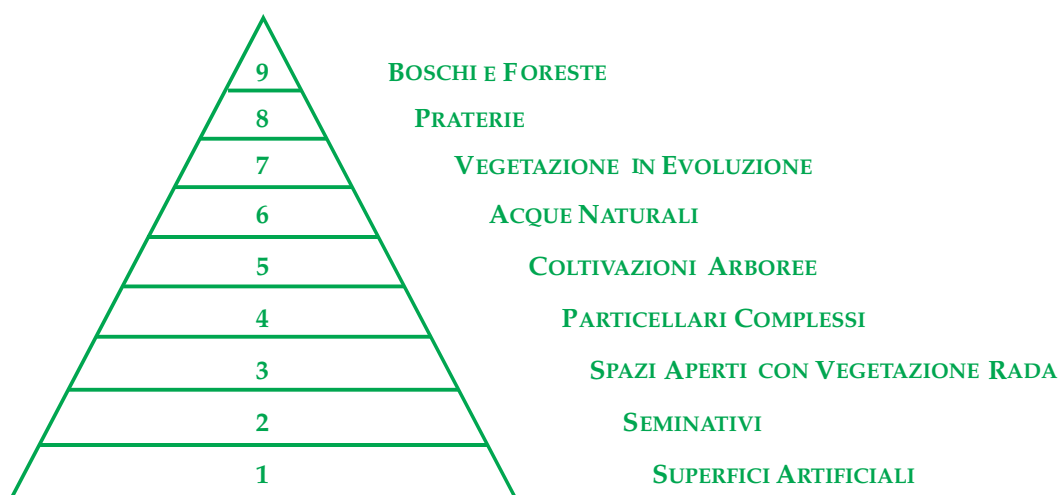 9 BOSCHI E FORESTE
8 PRATERIE
7 VEGETAZIONE IN EVOLUZIONE
6 ACQUE NATURALI
5 COLTIVAZIONI ARBOREE
4 PARTICELLARI COMPLESSI
3 SPAZI APERTI CON VEGETAZIONE RADA
2 SEMINATIVI
1 SUPERFICI ARTIFICIALI